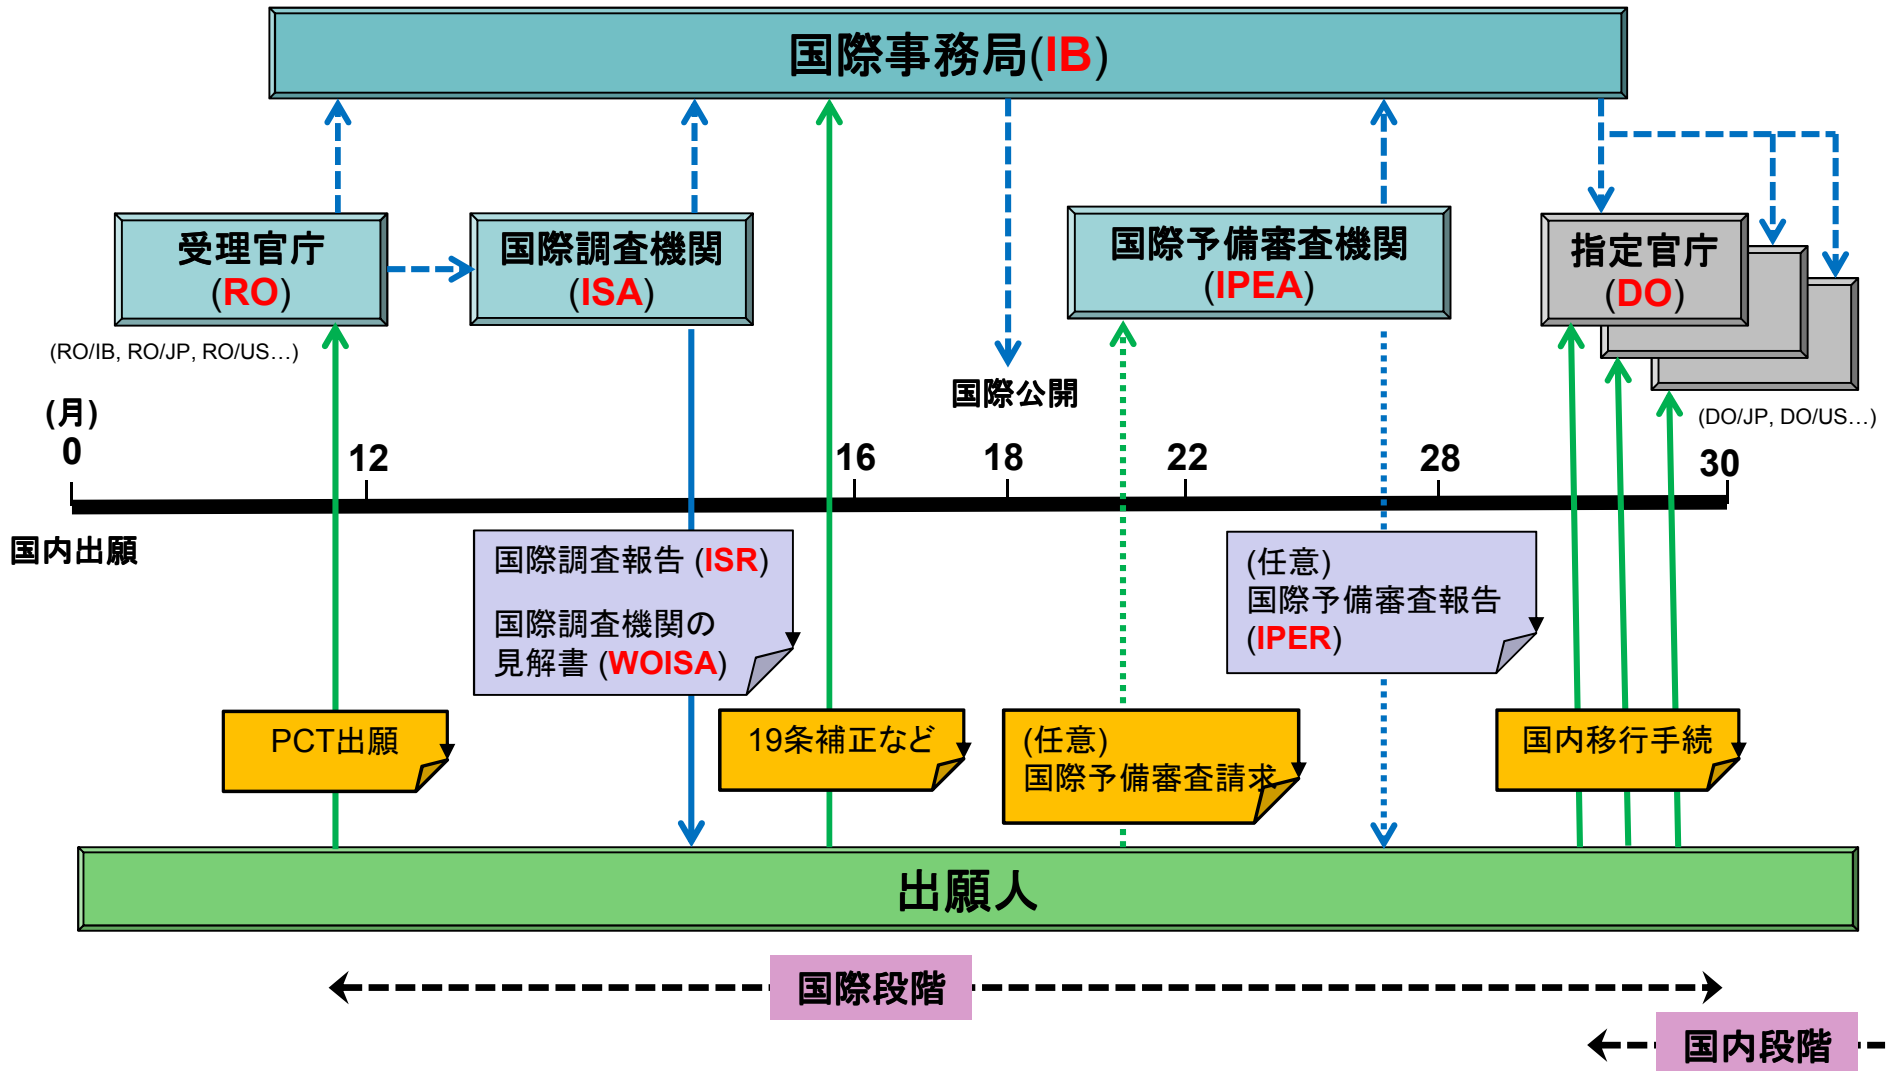 国際事務局(IB)
受理官庁
(RO)
国際調査機関
(ISA)
国際予備審査機関
(IPEA)
指定官庁
(DO)
(RO/IB, RO/JP, RO/US…)
国際公開
(DO/JP, DO/US…)
(月)
0
12
16
18
22
28
30
国内出願
国際調査報告 (ISR)
国際調査機関の
見解書 (WOISA)
(任意)
国際予備審査報告
(IPER)
PCT出願
19条補正など
(任意)
国際予備審査請求
国内移行手続
出願人
国際段階
国内段階